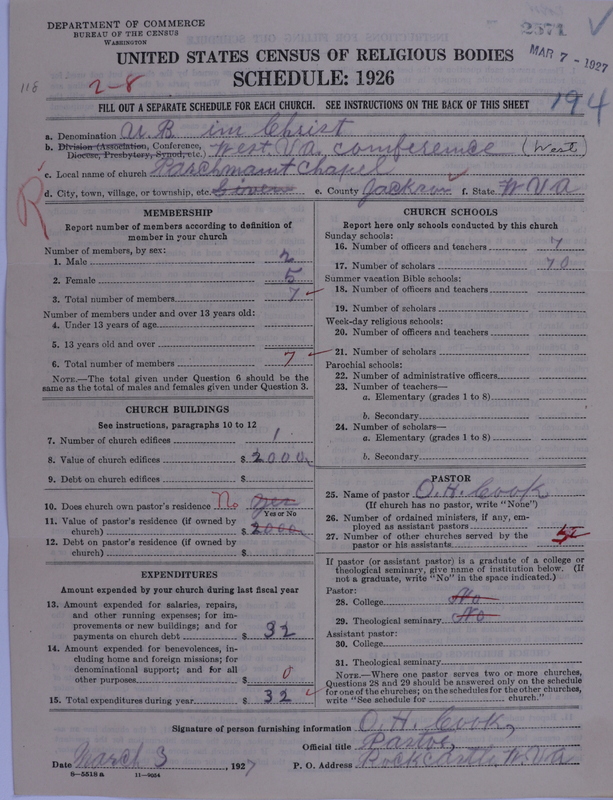 DEPARTMENT OF COMMERCE
BUREAU OF THE CENSUS
WASHINGTON
2571
MAR 7 - 1927
UNITED STATES CENSUS OF RELIGIOUS BODIES
SCHEDULE: 1926
118
2-8
194
FILL OUT A SEPARATE SCHEDULE FOR EACH CHURCH. SEE INSTRUCTIONS ON THE BACK OF THIS SHEET
a. Denomination U.B in Christ
b. Division (Association, Conference, Diocese, Presbytery, Synod, etc.) West. Va. conference (West)
c. Local name of church Parchmant Chapel
d. City, town, village, or township, etc. e. County Jackson f. State W VA
R
MEMBERSHIP
Report number of members according to definition of
member in your church
Number of members, by sex:
1. Male 2
2. Female 5
3. Total number of members 7
Number of members under and over 13 years old:
4. Under 13 years of age
5. 13 years old and over
6. Total number of members 7
NOTE.—The total given under Question 6 should be the
same as the total of males and females given under Question 3.
CHURCH BUILDINGS
See instructions, paragraphs 10 to 12
7. Number of church edifices 1
8. Value of church edifices $ 2000
9. Debt on church edifices $
10. Does church own pastor's residence No Yes
Yes or No
11. Value of pastor's residence (if owned by
church) $ 2000
12. Debt on pastor's residence (if owned by
church) $
EXPENDITURES
Amount expended by your church during last fiscal year
13. Amount expended for salaries, repairs,
and other running expenses; for im-
provements or new buildings; and for
payments on church debt $ 32
14. Amount expended for benevolences, in-
cluding home and foreign missions; for
denominational support; and for all
other purposes $ 0
15. Total expenditures during year $ 32
CHURCH SCHOOLS
Report here only schools conducted by this church
Sunday schools:
16. Number of officers and teachers 7
17. Number of scholars 70
Summer vacation Bible schools:
18. Number of officers and teachers
19. Number of scholars
Week-day religious schools:
20. Number of officers and teachers
21. Number of scholars
Parochial schools:
22. Number of administrative officers
23. Number of teachers—
a. Elementary (grades 1 to 8)
b. Secondary
24. Number of scholars—
a. Elementary (grades 1 to 8)
b. Secondary
PASTOR
25. Name of pastor O. H. Cook
(If church has no pastor, write "None")
26. Number of ordained ministers, if any, em-
ployed as assistant pastors
27. Number of other churches served by the
pastor or his assistants
If pastor (or assistant pastor) is a graduate of a college or
theological seminary, give name of institution below. (If
not a graduate, write "No" in the space indicated.)
Pastor:
28. College No
29. Theological seminary No
Assistant pastor:
30. College
31. Theological seminary
NOTE.—Where one pastor serves two or more churches,
Questions 28 and 29 should be answered only on the schedule
for one of the churches; on the schedules for the other churches,
write "See schedule for ........ church."
Signature of person furnishing information O. H. Cook,
Official title Pastor,
Date March 3, 1927 P. O. Address Rockcastle, W. VA
8—5518 a 11-9054